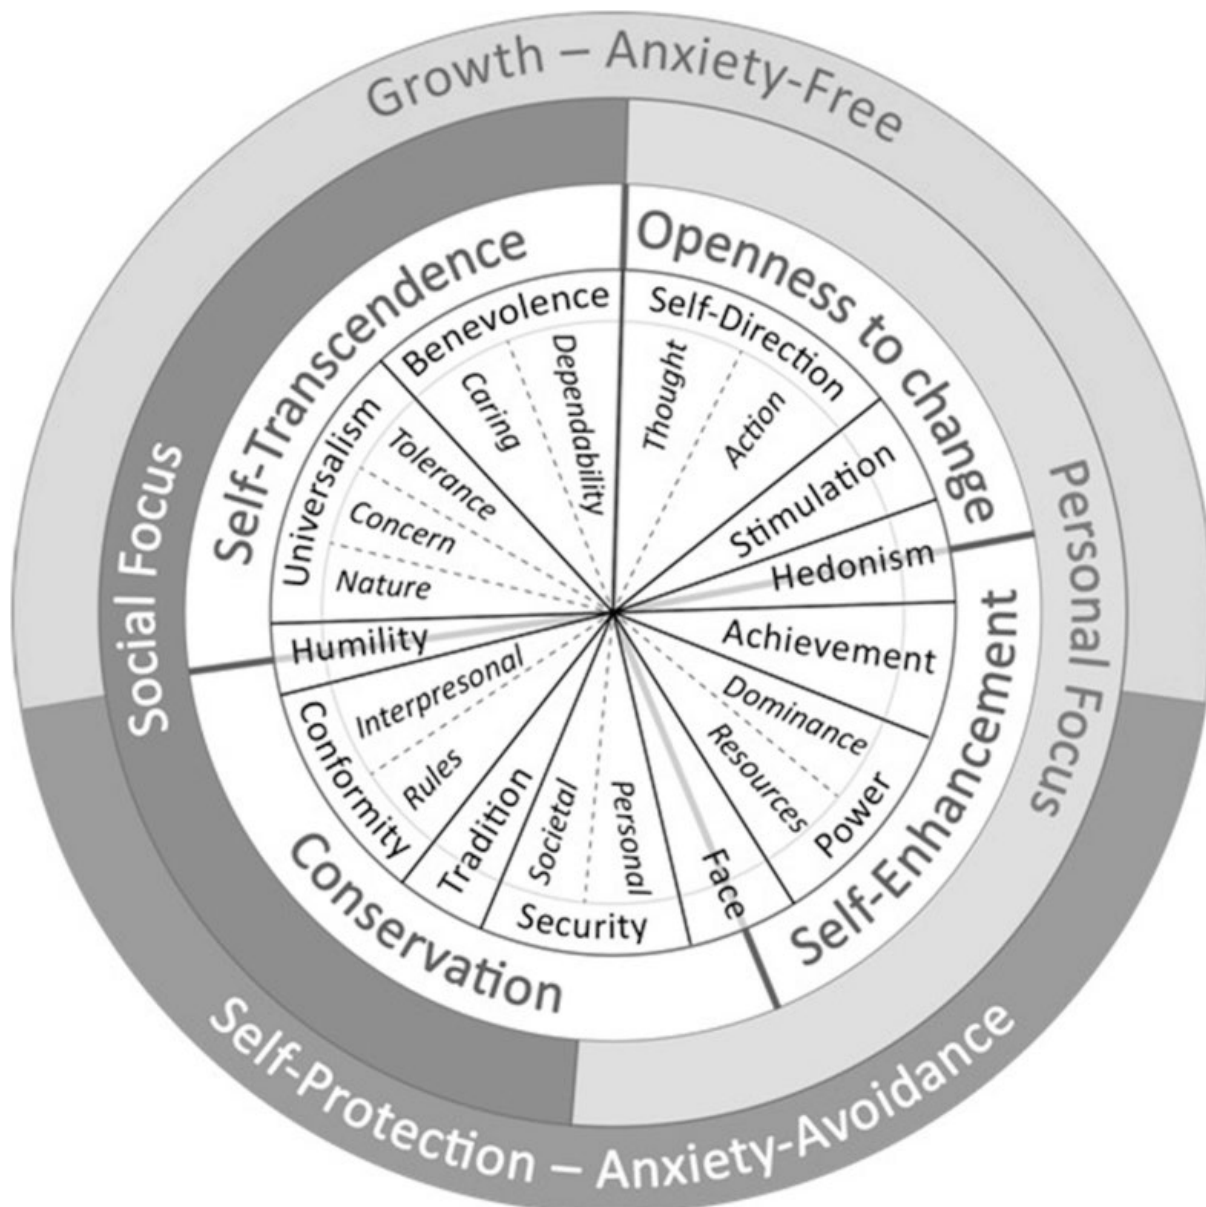 Growth – Anxiety-Free
Self-Protection – Anxiety-Avoidance
Social Focus
Personal Focus
Self-Transcendence
Openness to change
Self-Enhancement
Conservation
Benevolence
Caring
Dependability
Self-Direction
Thought
Action
Stimulation
Hedonism
Achievement
Power
Dominance
Resources
Face
Security
Personal
Societal
Tradition
Conformity
Rules
Interpresonal
Humility
Universalism
Nature
Concern
Tolerance